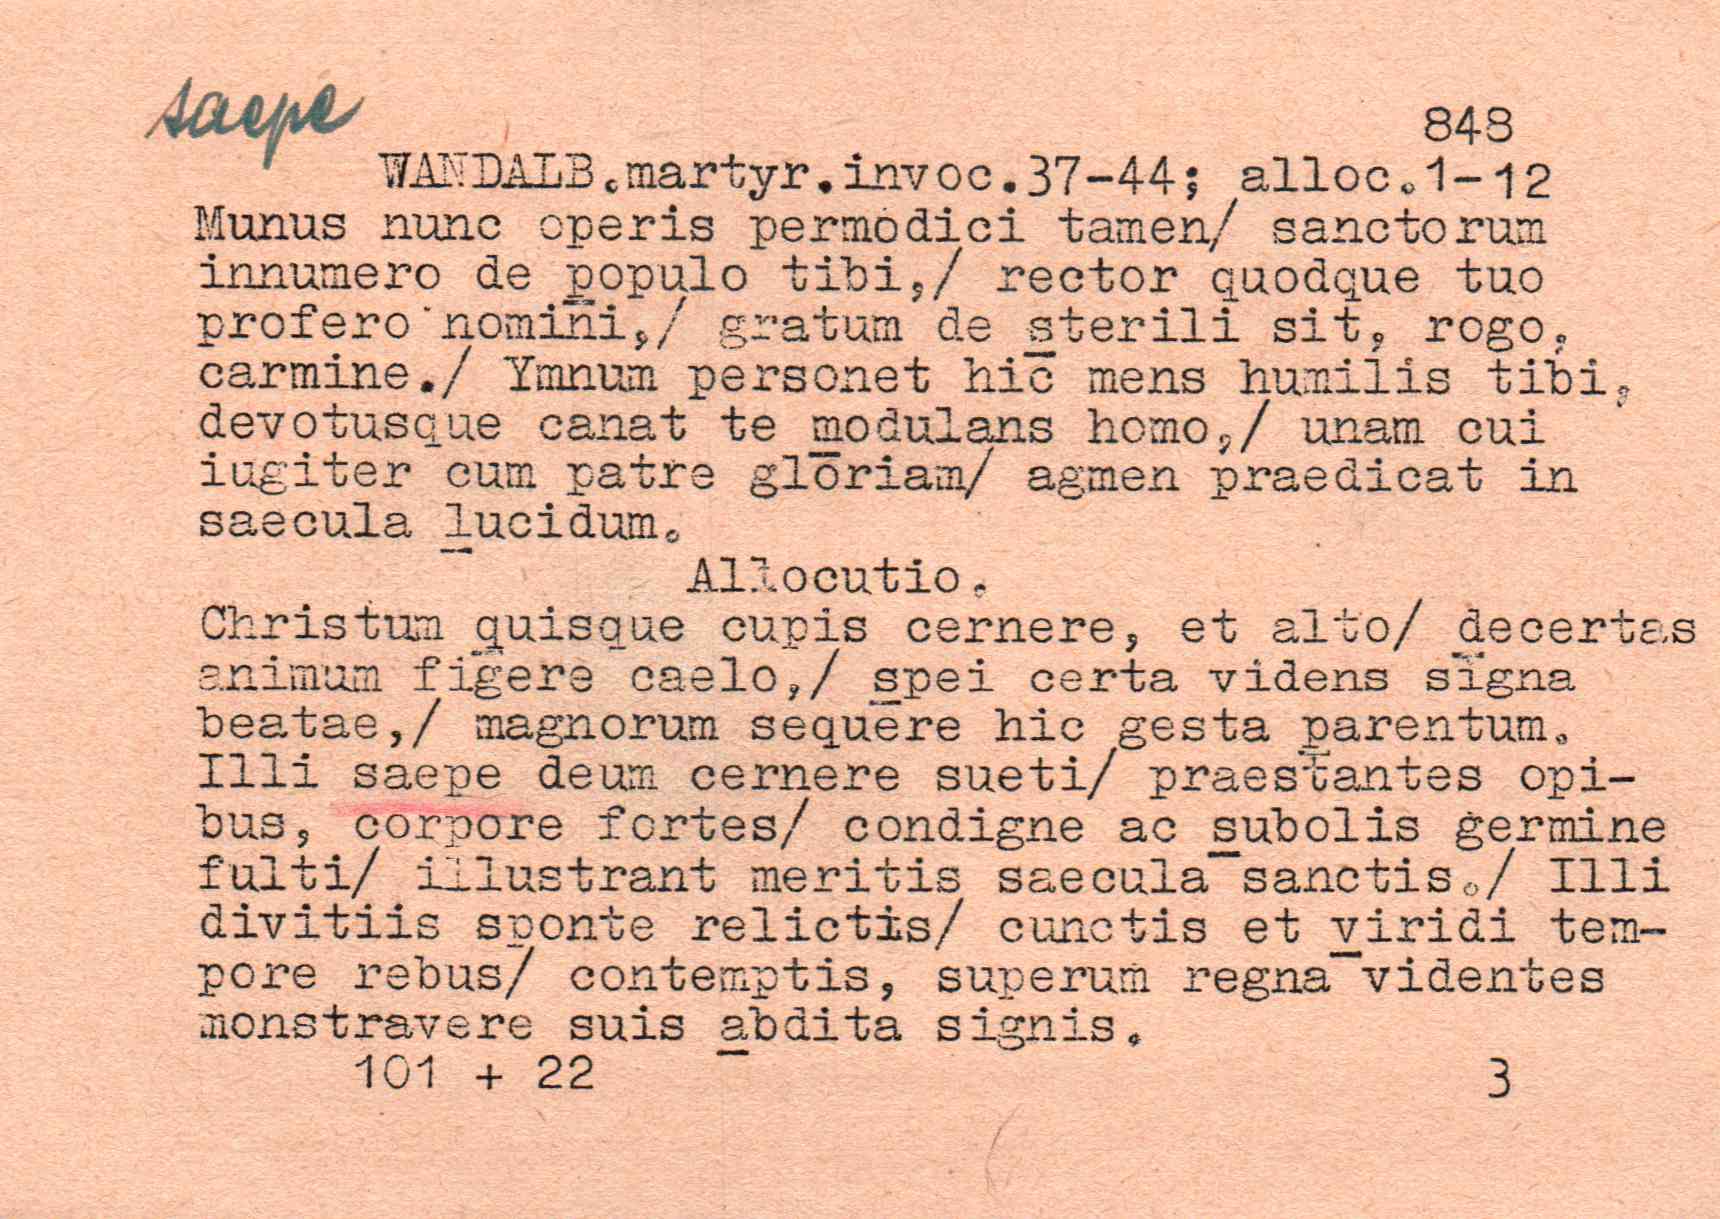 saepe
848
WANDALB.martyr.invoc.37-44; alloc.1-12
Munus nunc operis permodici tamen/ sanctorum
innumero de populo tibi,/ rector quodque tuo
profero nomini,/ gratum de sterili sit, rogo,
carmine./ Ymnum personet hic mens humilis tibi,
devotusque canat te modulans homo,/ unam cui
iugiter cum patre gloriam/ agmen praedicat in
saecula lucidum.
Allocutio.
Christum quisque cupis cernere, et alto/ decertas
animum figere caelo,/ spei certa videns signa
beatae,/ magnorum sequere hic gesta parentum.
Illi saepe deum cernere sueti/ praestantes opi-
bus, corpore fortes/ condigne ac subolis germine
fulti/ illustrant meritis saecula sanctis./ Illi
divitiis sponte relictis/ cunctis et viridi tem-
pore rebus/ contemptis, superum regna videntes
monstravere suis abdita signis.
101 + 22 3